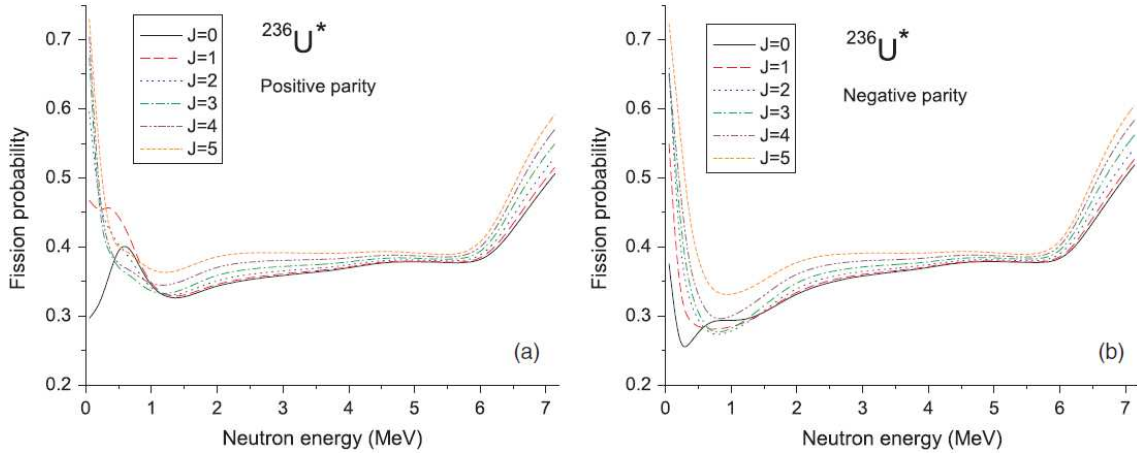 0.7
0.6
0.5
0.4
0.3
0.2
Fission probability
J=0
J=1
J=2
J=3
J=4
J=5
²³⁶U*
Positive parity
(a)
0 1 2 3 4 5 6 7
Neutron energy (MeV)
0.7
0.6
0.5
0.4
0.3
0.2
Fission probability
J=0
J=1
J=2
J=3
J=4
J=5
²³⁶U*
Negative parity
(b)
0 1 2 3 4 5 6 7
Neutron energy (MeV)